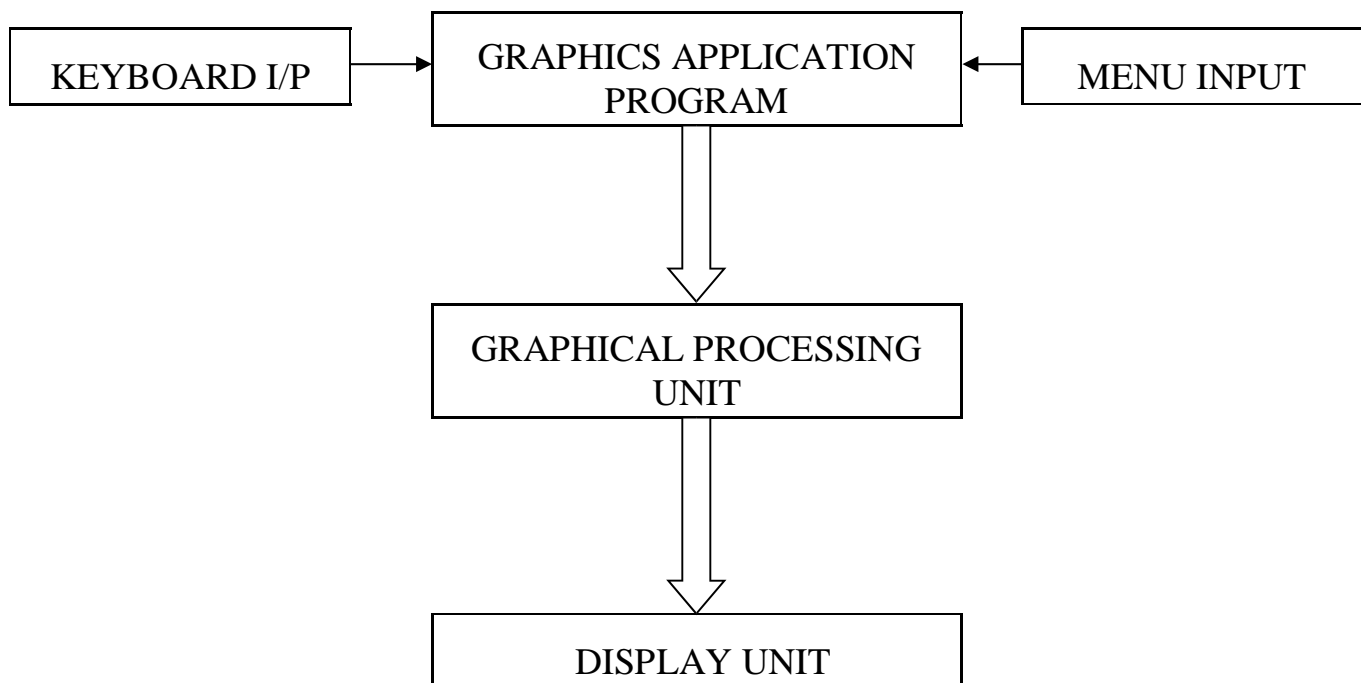 KEYBOARD I/P
GRAPHICS APPLICATION
PROGRAM
MENU INPUT
GRAPHICAL PROCESSING
UNIT
DISPLAY UNIT